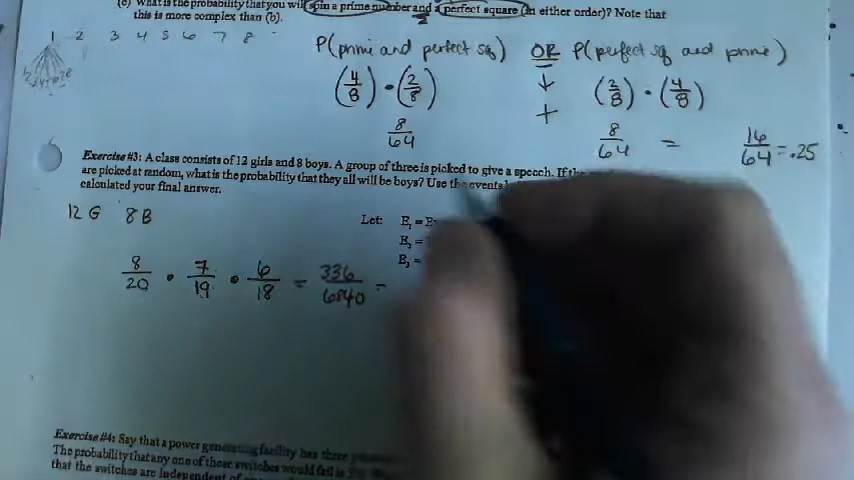 (c) What is the probability that you will spin a prime number and a perfect square (in either order)? Note that
this is more complex than (b).
1 2 3 4 5 6 7 8
P(prime and perfect sq) OR P(perfect sq and prime)
(4/8) • (2/8) ↓ (2/8) • (4/8)
+
8/64 8/64 = 16/64 = .25
Exercise #3: A class consists of 12 girls and 8 boys. A group of three is picked to give a speech. If the
are picked at random, what is the probability that they all will be boys? Use the events
calculated your final answer.
12 G 8 B
Let: E₁ =
E₂ =
E₃ =
8/20 • 7/19 • 6/18 = 336/6840 =
Exercise #4: Say that a power generating facility has three
The probability that any one of these switches would fail is
that the switches are independent of